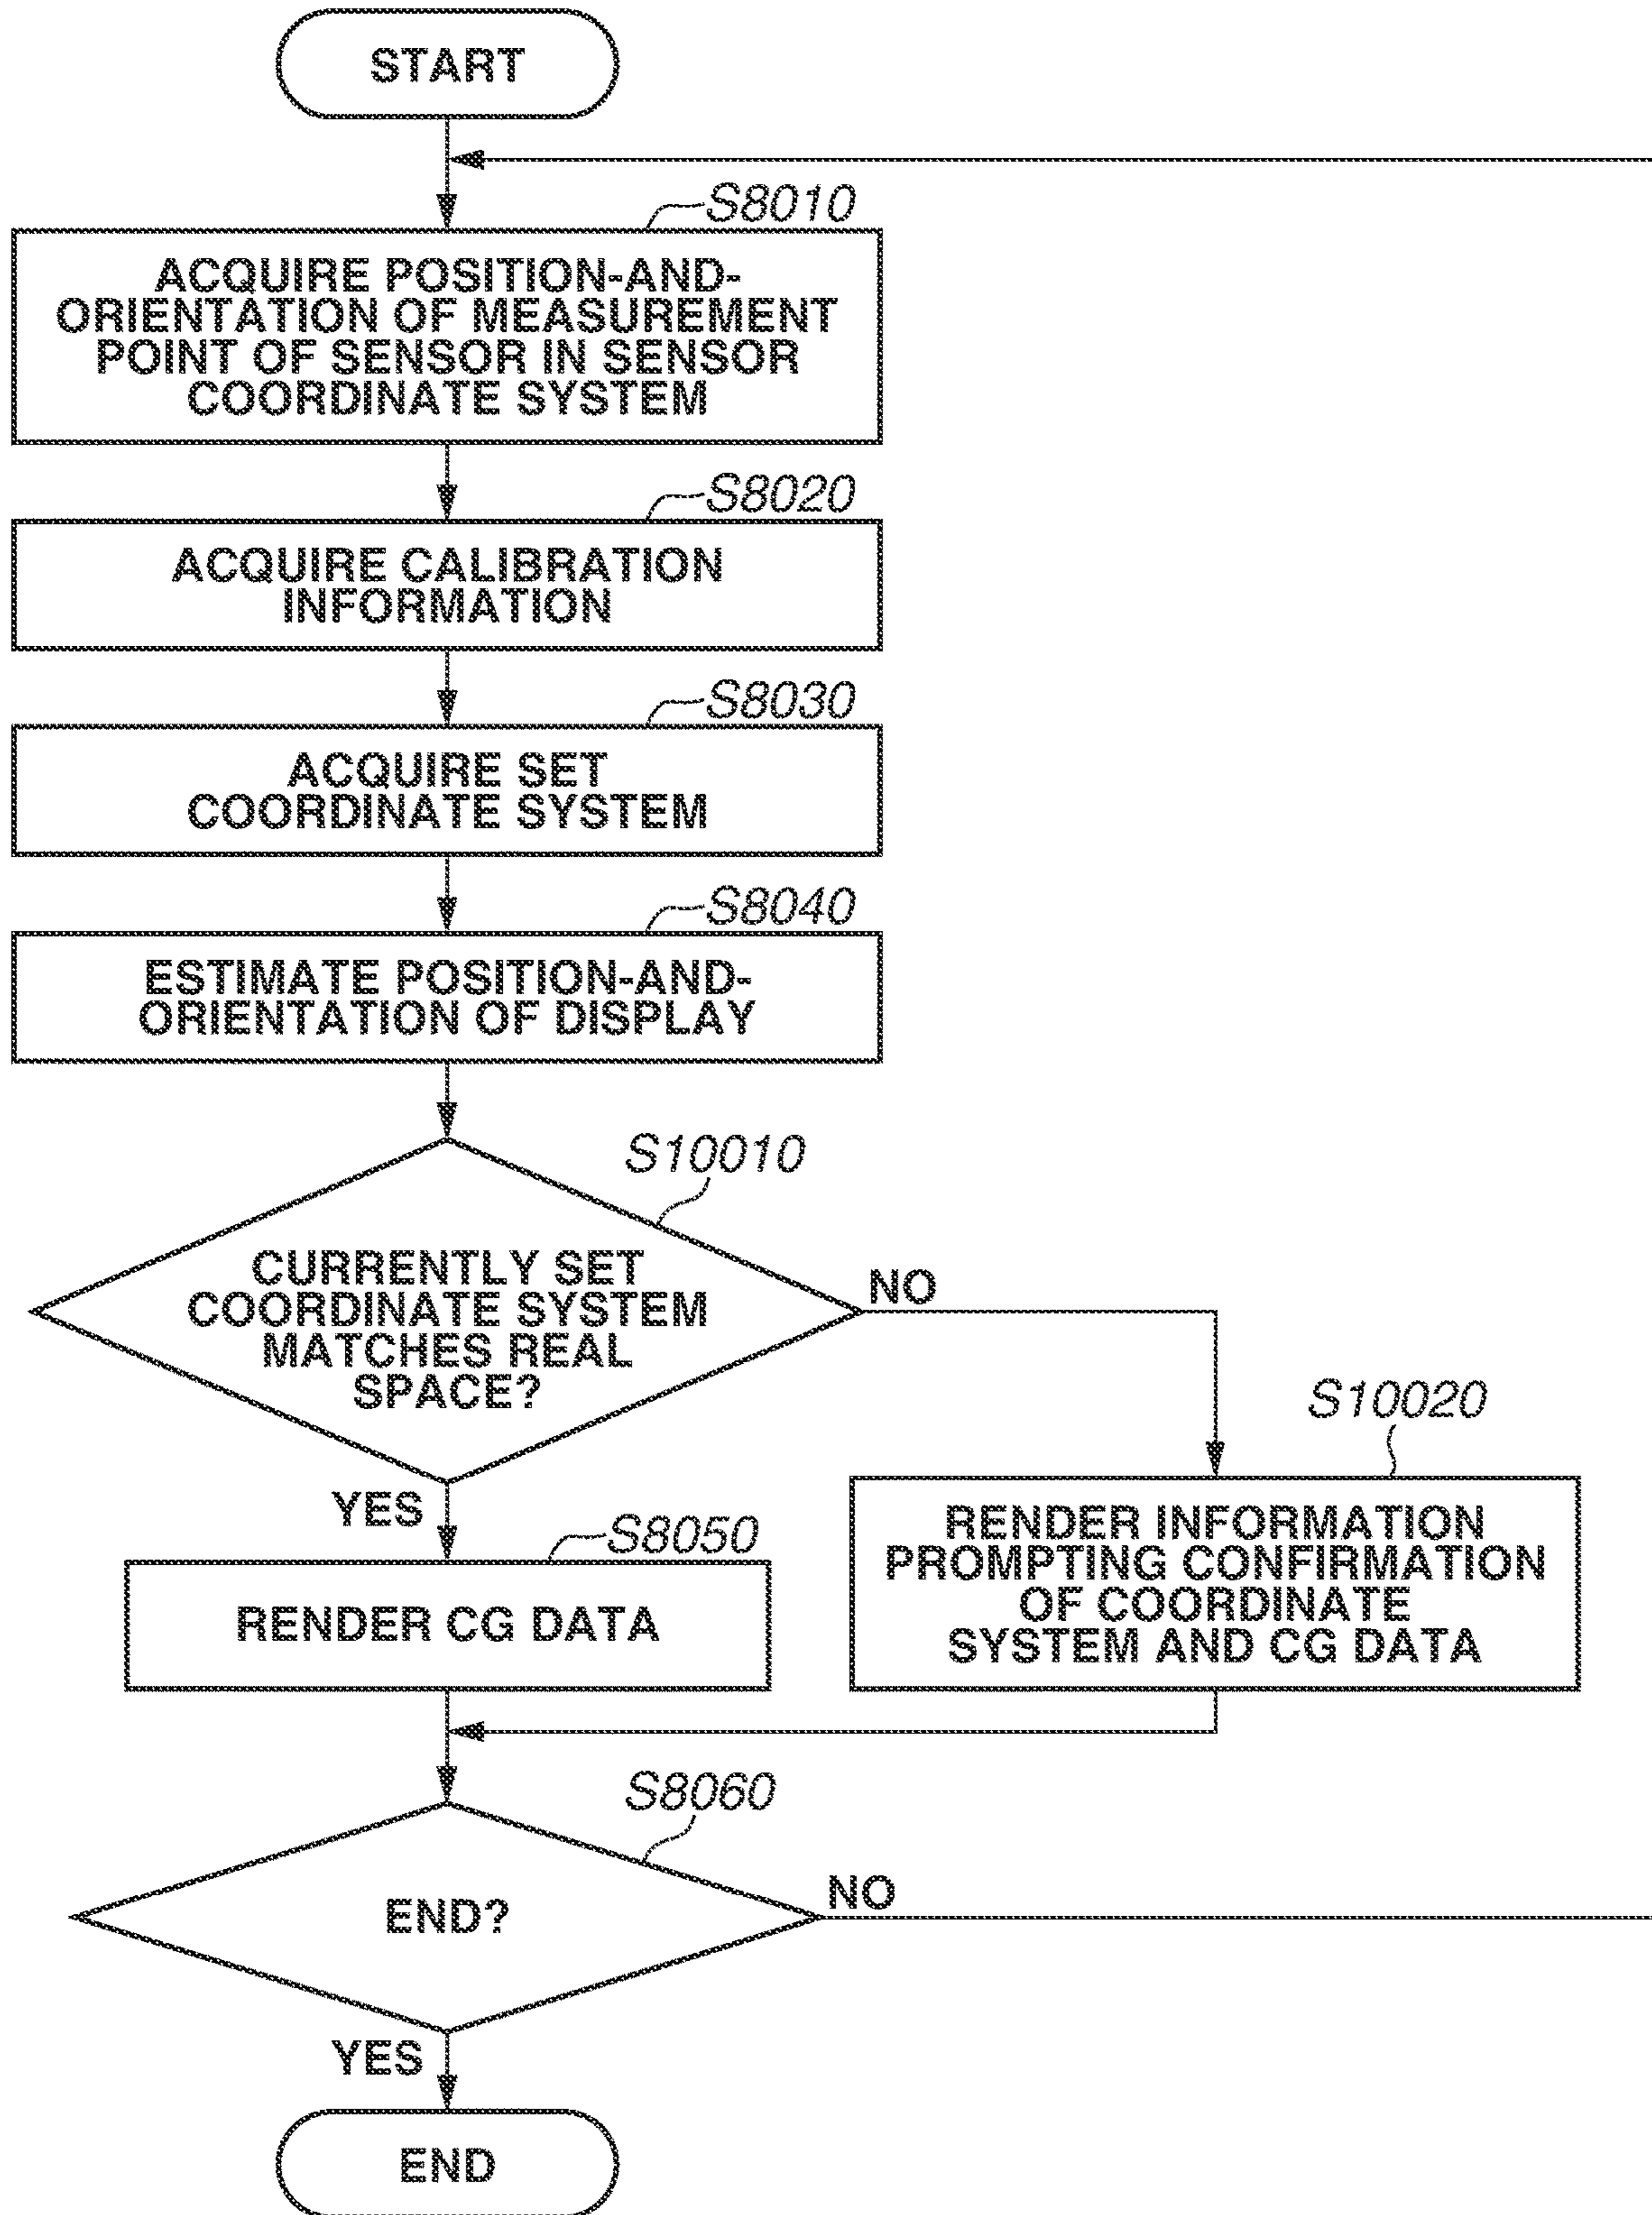 START
S8010
ACQUIRE POSITION-AND-
ORIENTATION OF MEASUREMENT
POINT OF SENSOR IN SENSOR
COORDINATE SYSTEM
S8020
ACQUIRE CALIBRATION
INFORMATION
S8030
ACQUIRE SET
COORDINATE SYSTEM
S8040
ESTIMATE POSITION-AND-
ORIENTATION OF DISPLAY
S10010
CURRENTLY SET
COORDINATE SYSTEM
MATCHES REAL
SPACE?
NO
YES
S10020
RENDER INFORMATION
PROMPTING CONFIRMATION
OF COORDINATE
SYSTEM AND CG DATA
S8050
RENDER CG DATA
S8060
END?
NO
YES
END